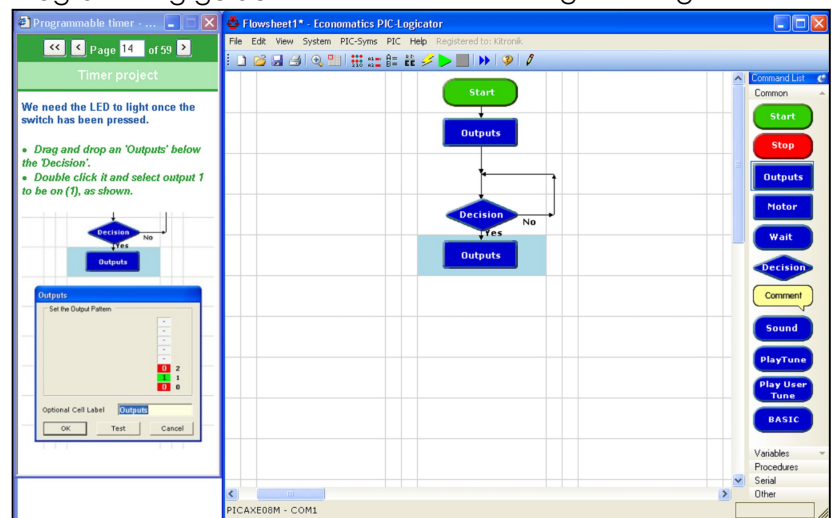 Programmable timer - ...
<< < Page 14 of 59 >
Timer project
We need the LED to light once the
switch has been pressed.
• Drag and drop an 'Outputs' below
the 'Decision'.
• Double click it and select output 1
to be on (1), as shown.
Decision
No
Yes
Outputs
Outputs
Set the Output Pattern
0 2
1 1
0 0
Optional Cell Label Outputs
OK Test Cancel
Flowsheet1* - Economatics PIC-Logicator
File Edit View System PIC-Syms PIC Help Registered to: Kitronik
Start
Outputs
Decision
No
Yes
Outputs
PICAXE08M - COM1
Command List
Common
Start
Stop
Outputs
Motor
Wait
Decision
Comment
Sound
PlayTune
Play User
Tune
BASIC
Variables
Procedures
Serial
Other